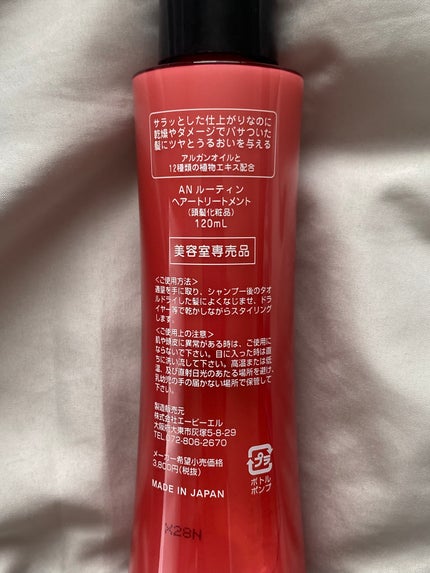 サラッとした仕上がりなのに
乾燥やダメージでパサついた
髪にツヤとうるおいを与える
アルガンオイルと
12種類の植物エキス配合
ANルーティン
ヘアートリートメント
(頭髪化粧品)
120mL
美容室専売品
〈ご使用方法〉
適量を手に取り、シャンプー後のタオ
ルドライした髪によくなじませ、ドラ
イヤー等で乾かしながらスタイリング
します。
〈ご使用上の注意〉
肌や頭皮に異常がある時は、ご使用に
ならないで下さい。目に入った時は直
ちに洗い流して下さい。高温または低
温、及び直射日光のあたる場所を避け、
乳幼児の手の届かない場所で保管して
下さい。
製造販売元
株式会社エービーエル
大阪府大東市灰塚5-8-29
TEL.072-806-2670
メーカー希望小売価格
3,800円(税抜)
MADE IN JAPAN
プラ
ボトル
ポンプ
X28N